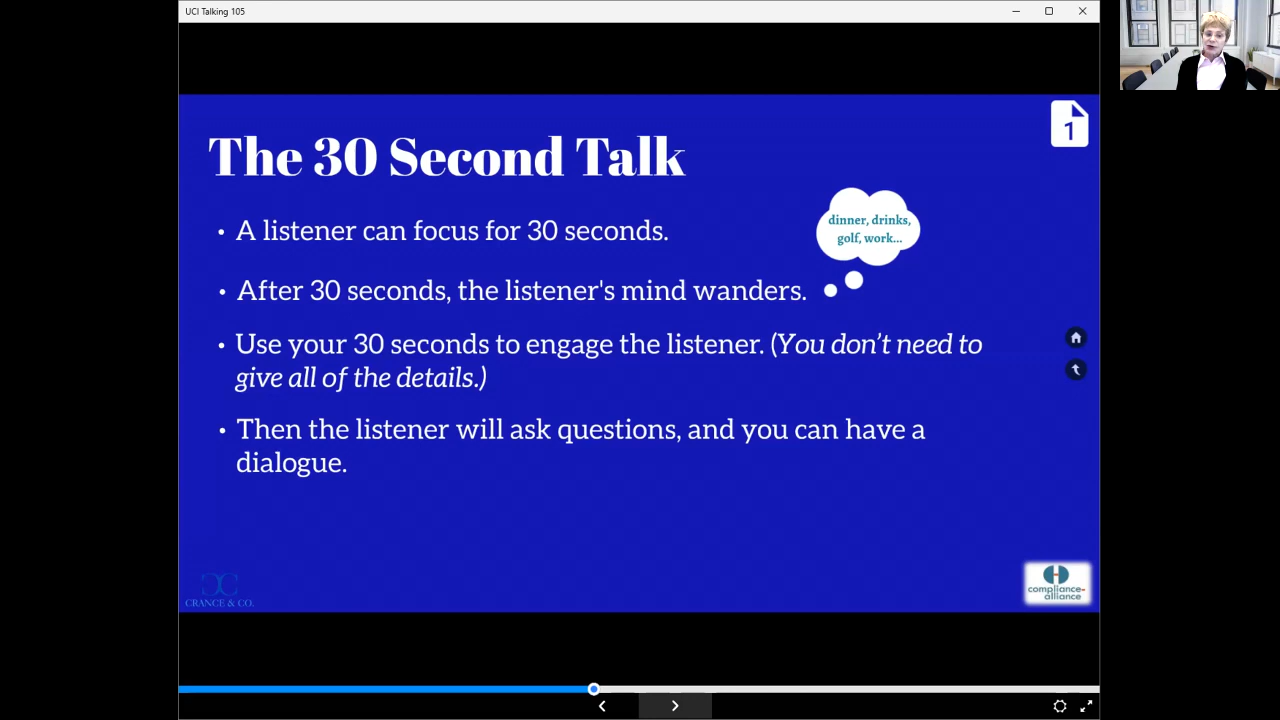 UCI Talking 105
The 30 Second Talk
1
• A listener can focus for 30 seconds.
dinner, drinks,
golf, work...
• After 30 seconds, the listener's mind wanders.
• Use your 30 seconds to engage the listener. (You don’t need to
give all of the details.)
• Then the listener will ask questions, and you can have a
dialogue.
CRANCE & CO.
compliance-
alliance